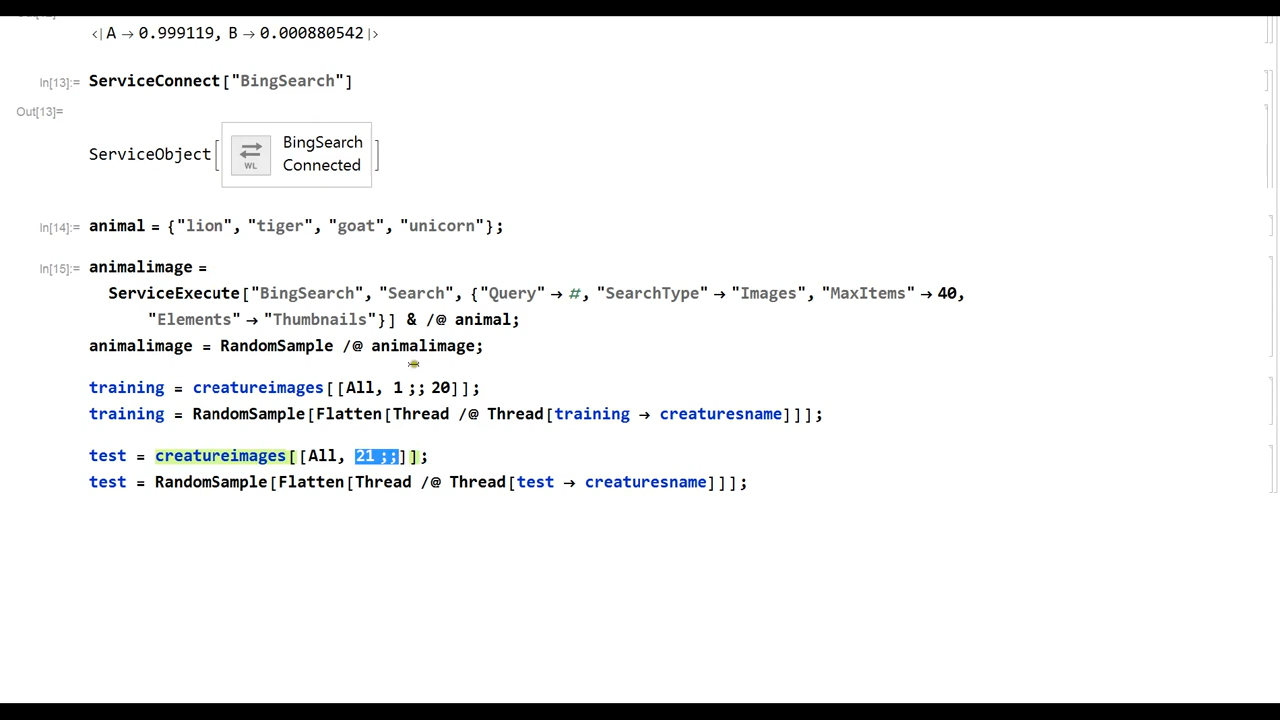 <|A → 0.999119, B → 0.000880542|>
In[13]:= ServiceConnect["BingSearch"]
Out[13]=
ServiceObject[ WL BingSearch
Connected ]
In[14]:= animal = {"lion", "tiger", "goat", "unicorn"};
In[15]:= animalimage =
ServiceExecute["BingSearch", "Search", {"Query" → #, "SearchType" → "Images", "MaxItems" → 40,
"Elements" → "Thumbnails"}] & /@ animal;
animalimage = RandomSample /@ animalimage;
training = creatureimages[[All, 1 ;; 20]];
training = RandomSample[Flatten[Thread /@ Thread[training → creaturesname]]];
test = creatureimages[[All, 21 ;;]];
test = RandomSample[Flatten[Thread /@ Thread[test → creaturesname]]];